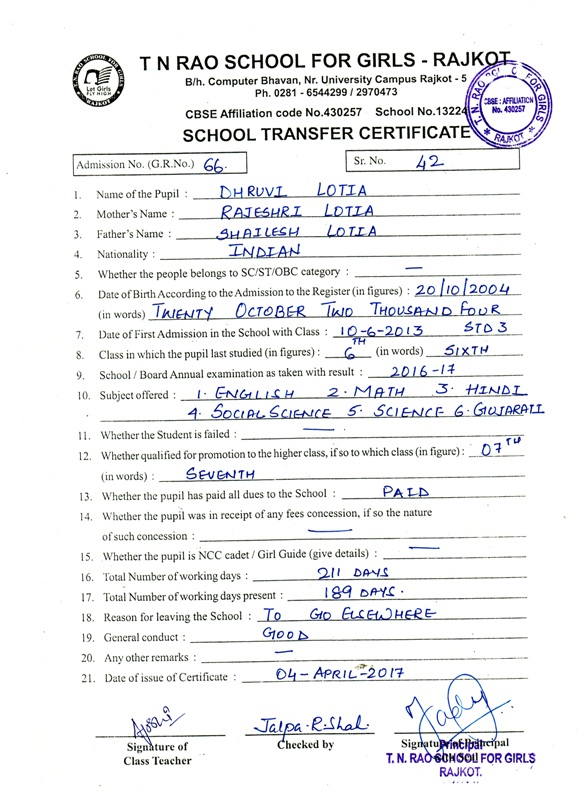 T. N. RAO SCHOOL FOR GIRLS
Let Girls
FLY HIGH
RAJKOT
T N RAO SCHOOL FOR GIRLS - RAJKOT
B/h. Computer Bhavan, Nr. University Campus Rajkot - 5
Ph. 0281 - 6544299 / 2970473
CBSE Affiliation code No.430257 School No.13224
T. N. RAO SCHOOL FOR GIRLS
CBSE : AFFILIATION
No. 430257
RAJKOT.
SCHOOL TRANSFER CERTIFICATE
Admission No. (G.R.No.) 66. Sr. No. 42
1. Name of the Pupil : DHRUVI LOTIA
2. Mother's Name : RAJESHRI LOTIA
3. Father's Name : SHAILESH LOTIA
4. Nationality : INDIAN
5. Whether the people belongs to SC/ST/OBC category : —
6. Date of Birth According to the Admission to the Register (in figures) : 20/10/2004
(in words) TWENTY OCTOBER TWO THOUSAND FOUR
7. Date of First Admission in the School with Class : 10-6-2013 STD 3
8. Class in which the pupil last studied (in figures) : 6TH (in words) SIXTH
9. School / Board Annual examination as taken with result : 2016-17
10. Subject offered : 1. ENGLISH 2. MATH 3. HINDI
4. SOCIAL SCIENCE 5. SCIENCE 6. GUJARATI
11. Whether the Student is failed : —
12. Whether qualified for promotion to the higher class, if so to which class (in figure) : 07TH
(in words) : SEVENTH
13. Whether the pupil has paid all dues to the School : PAID
14. Whether the pupil was in receipt of any fees concession, if so the nature
of such concession : —
15. Whether the pupil is NCC cadet / Girl Guide (give details) : —
16. Total Number of working days : 211 DAYS
17. Total Number of working days present : 189 DAYS.
18. Reason for leaving the School : TO GO ELSEWHERE
19. General conduct : GOOD
20. Any other remarks : —
21. Date of issue of Certificate : 04-APRIL-2017
Jalpa.R.Shah.
Signature of
Class Teacher
Checked by
Signature Principal
Principal
T. N. RAO SCHOOL FOR GIRLS
RAJKOT.